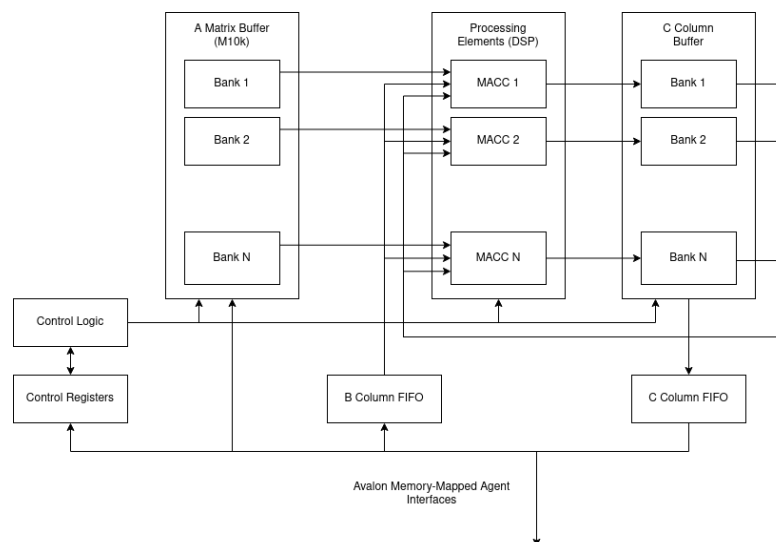 A Matrix Buffer
(M10k)
Bank 1
Bank 2
Bank N
Processing
Elements (DSP)
MACC 1
MACC 2
MACC N
C Column
Buffer
Bank 1
Bank 2
Bank N
Control Logic
Control Registers
B Column FIFO
C Column FIFO
Avalon Memory-Mapped Agent
Interfaces